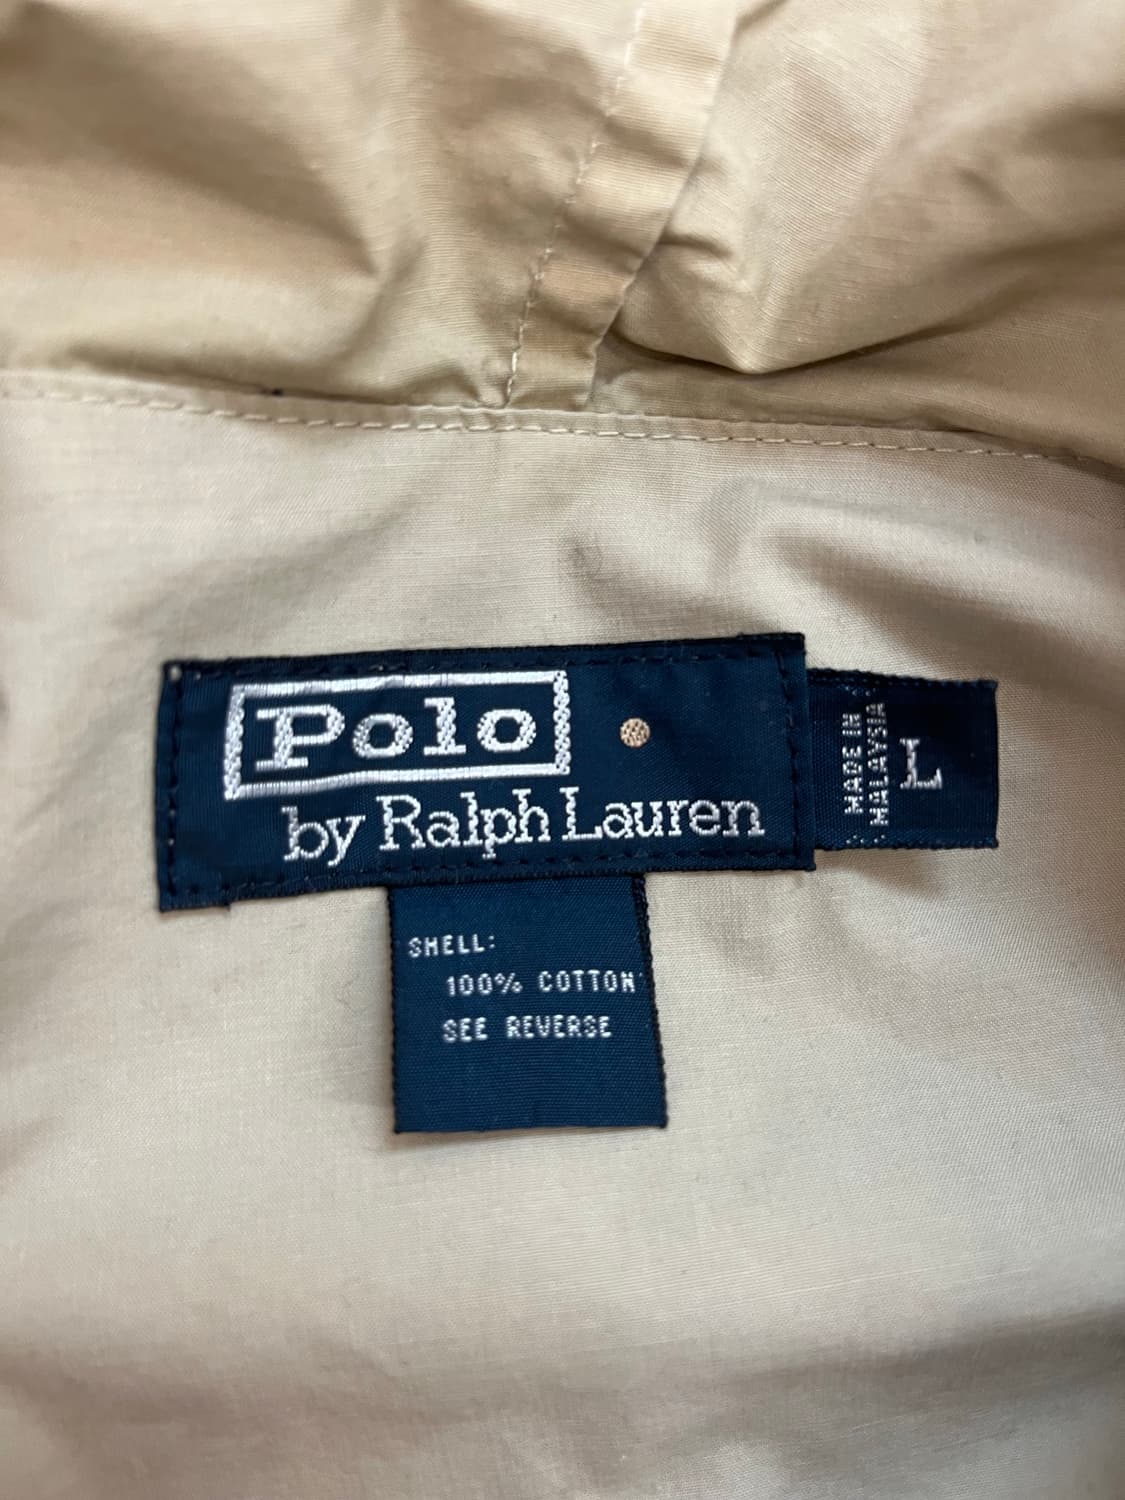 Polo
by Ralph Lauren
MADE IN
MALAYSIA
L
SHELL:
100% COTTON
SEE REVERSE